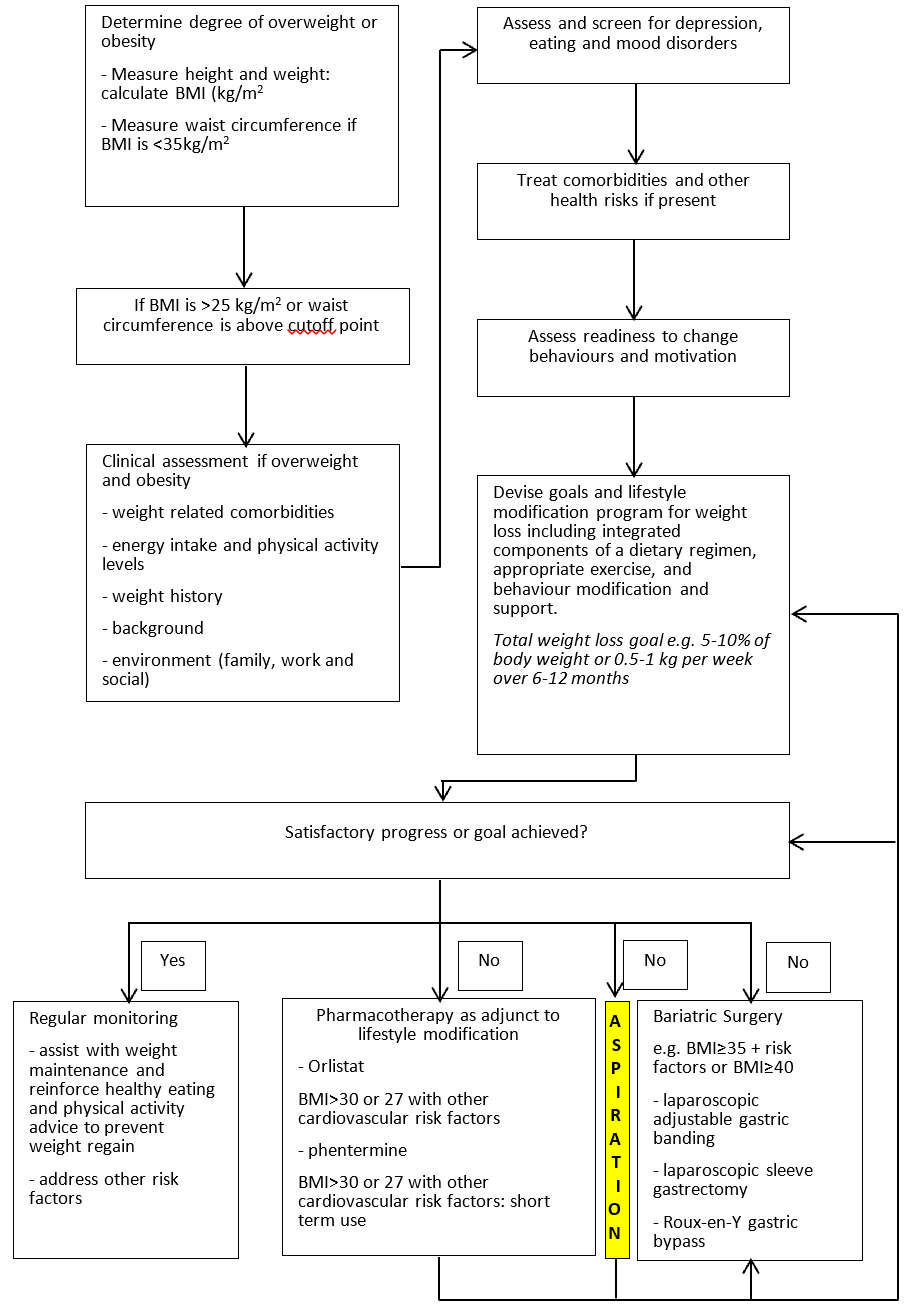 Determine degree of overweight or
obesity
- Measure height and weight:
calculate BMI (kg/m²
- Measure waist circumference if
BMI is <35kg/m²
If BMI is >25 kg/m² or waist
circumference is above cutoff point
Clinical assessment if overweight
and obesity
- weight related comorbidities
- energy intake and physical activity
levels
- weight history
- background
- environment (family, work and
social)
Assess and screen for depression,
eating and mood disorders
Treat comorbidities and other
health risks if present
Assess readiness to change
behaviours and motivation
Devise goals and lifestyle
modification program for weight
loss including integrated
components of a dietary regimen,
appropriate exercise, and
behaviour modification and
support.
Total weight loss goal e.g. 5-10% of
body weight or 0.5-1 kg per week
over 6-12 months
Satisfactory progress or goal achieved?
Yes
No
No
No
Regular monitoring
- assist with weight
maintenance and
reinforce healthy eating
and physical activity
advice to prevent
weight regain
- address other risk
factors
Pharmacotherapy as adjunct to
lifestyle modification
- Orlistat
BMI>30 or 27 with other
cardiovascular risk factors
- phentermine
BMI>30 or 27 with other
cardiovascular risk factors: short
term use
A
S
P
I
R
A
T
I
O
N
Bariatric Surgery
e.g. BMI≥35 + risk
factors or BMI≥40
- laparoscopic
adjustable gastric
banding
- laparoscopic sleeve
gastrectomy
- Roux-en-Y gastric
bypass